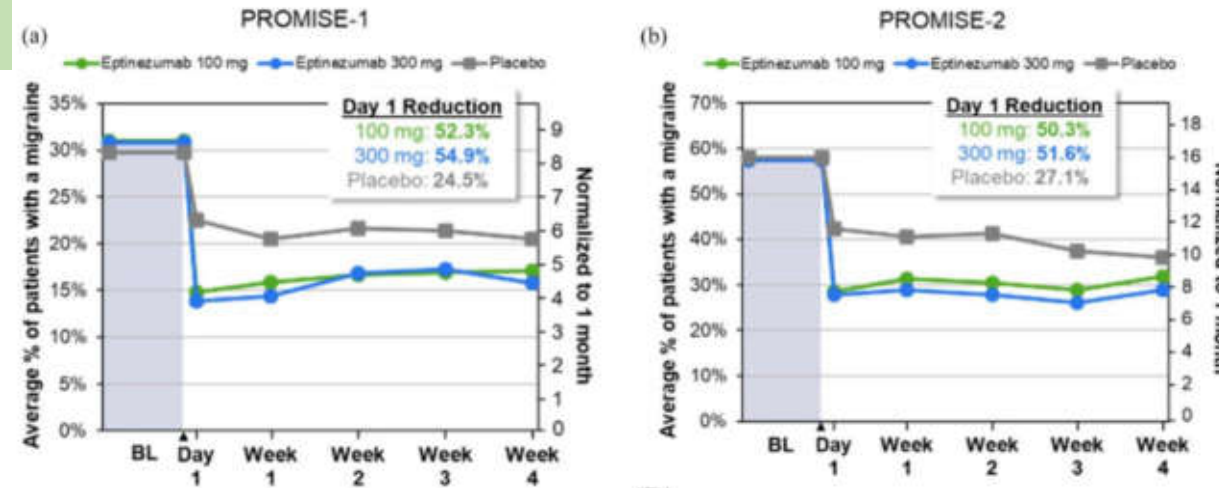 PROMISE-1
(a)
Eptinezumab 100 mg Eptinezumab 300 mg Placebo
Average % of patients with a migraine
35%
30%
25%
20%
15%
10%
5%
0%
Day 1 Reduction
100 mg: 52.3%
300 mg: 54.9%
Placebo: 24.5%
9
8
7
6
5
4
3
2
1
0
Normalized to 1 month
BL Day 1 Week 1 Week 2 Week 3 Week 4
PROMISE-2
(b)
Eptinezumab 100 mg Eptinezumab 300 mg Placebo
Average % of patients with a migraine
70%
60%
50%
40%
30%
20%
10%
0%
Day 1 Reduction
100 mg: 50.3%
300 mg: 51.6%
Placebo: 27.1%
18
16
14
12
10
8
6
4
2
0
BL Day 1 Week 1 Week 2 Week 3 Week 4